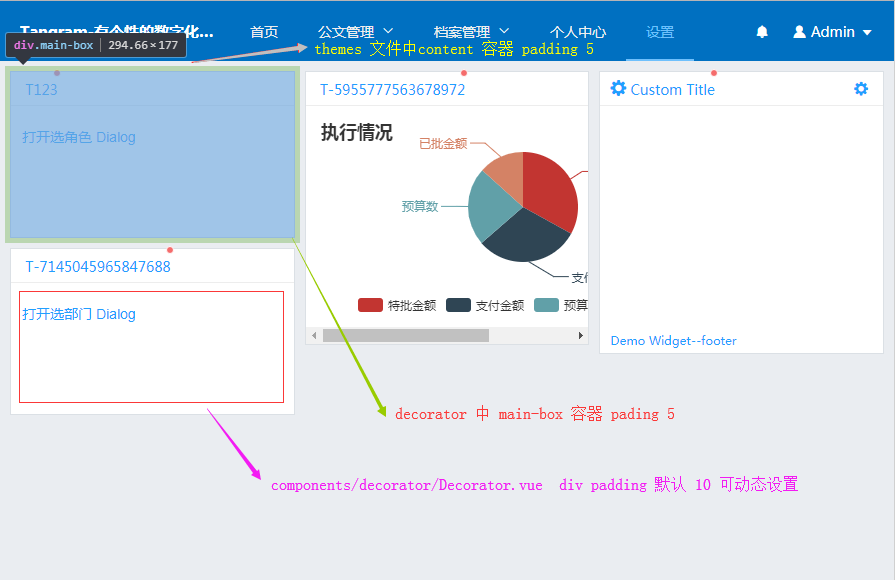 Tangram-有个性的数字化... 首页 公文管理 档案管理 个人中心 设置 Admin
div.main-box 294.66×177
themes 文件中content 容器 padding 5
T123
打开选角色 Dialog
T-5955777563678972
执行情况
已批金额
预算数
支付
特批金额 支付金额 预算
Custom Title
Demo Widget--footer
T-7145045965847688
打开选部门 Dialog
decorator 中 main-box 容器 pading 5
components/decorator/Decorator.vue div padding 默认 10 可动态设置